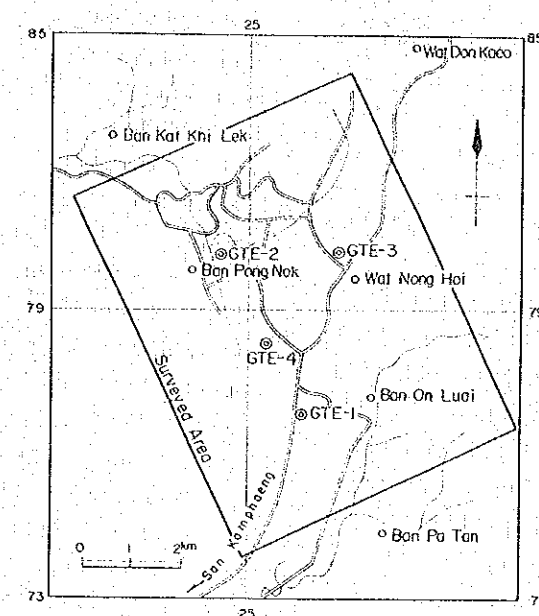 25
85
85
Wat Don Kaeo
Ban Kat Khi Lek
GTE-2
GTE-3
Ban Pong Nok
Wat Nong Hoi
79
79
GTE-4
Surveyed Area
Ban On Luai
GTE-1
San Kamphaeng
Ban Pa Tan
0 1 2km
73
7
25